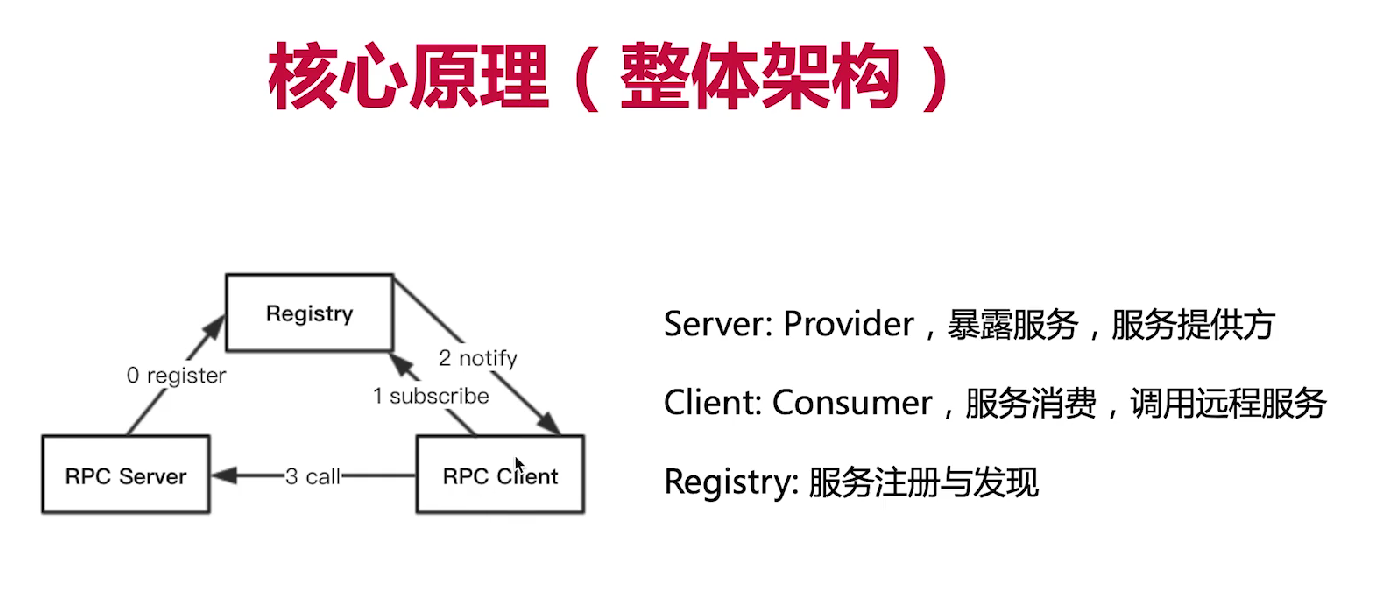 核心原理（整体架构）
Registry
2 notify
0 register
1 subscribe
RPC Server
3 call
RPC Client
Server: Provider，暴露服务，服务提供方
Client: Consumer，服务消费，调用远程服务
Registry: 服务注册与发现